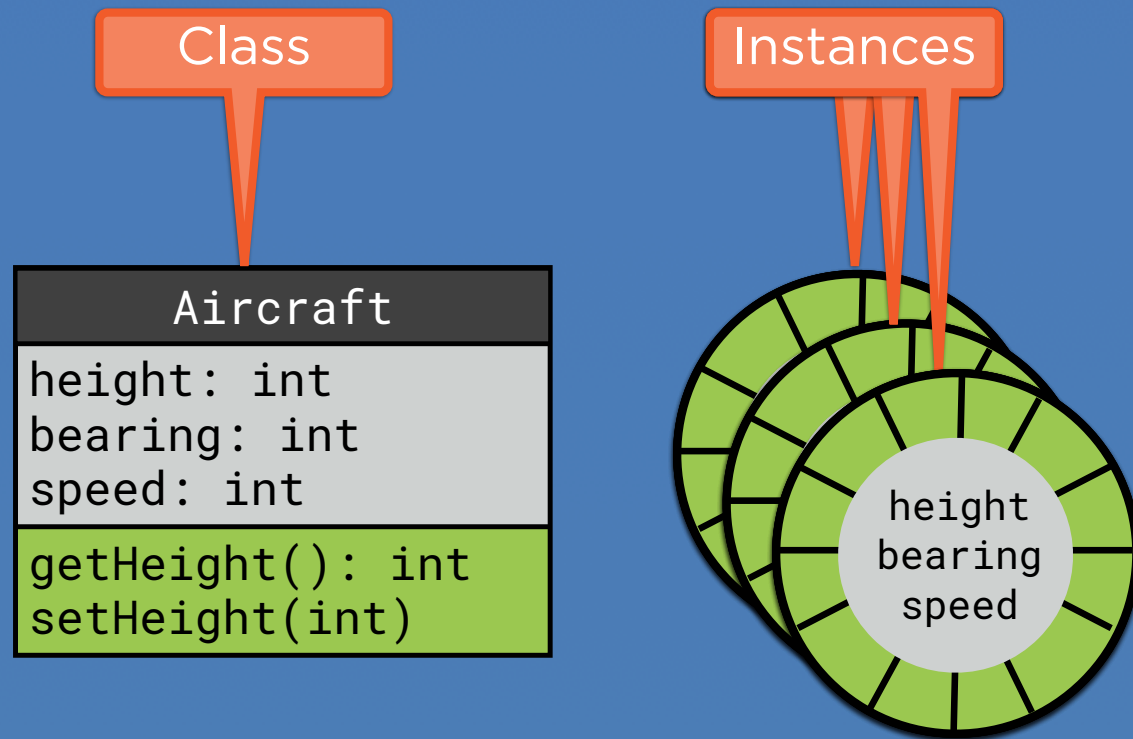 Class
Instances
Aircraft
height: int
bearing: int
speed: int
getHeight(): int
setHeight(int)
height
bearing
speed